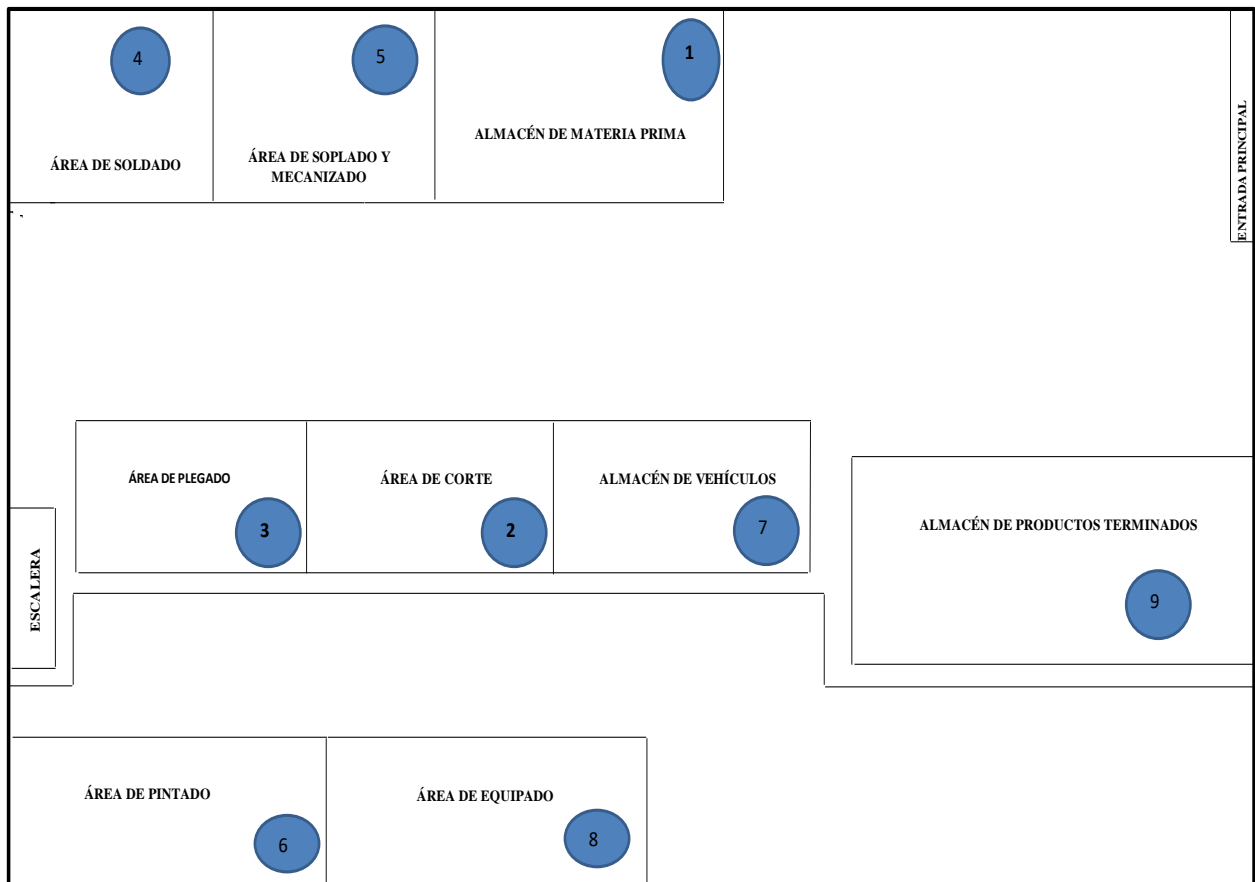 4
5
1
ÁREA DE SOLDADO
ÁREA DE SOPLADO Y
MECANIZADO
ALMACÉN DE MATERIA PRIMA
ENTRADA PRINCIPAL
ÁREA DE PLEGADO
3
ÁREA DE CORTE
2
ALMACÉN DE VEHÍCULOS
7
ALMACÉN DE PRODUCTOS TERMINADOS
9
ESCALERA
ÁREA DE PINTADO
6
ÁREA DE EQUIPADO
8